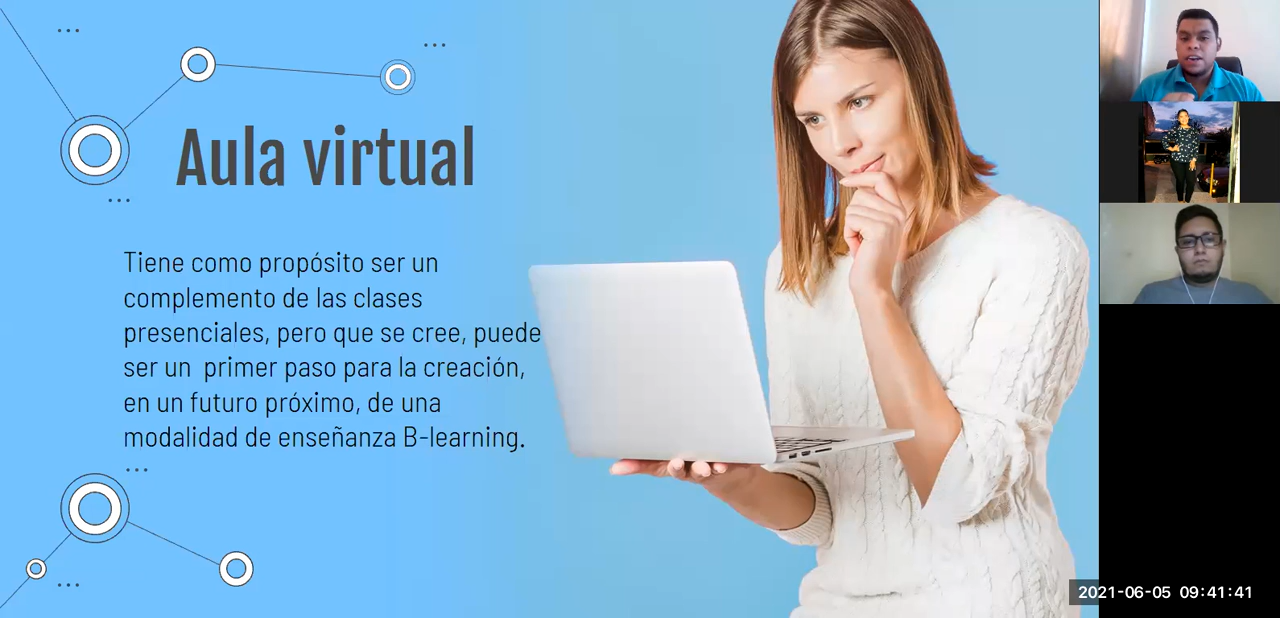 Aula virtual
Tiene como propósito ser un
complemento de las clases
presenciales, pero que se cree, puede
ser un  primer paso para la creación,
en un futuro próximo, de una
modalidad de enseñanza B-learning.
2021-06-05 09:41:41